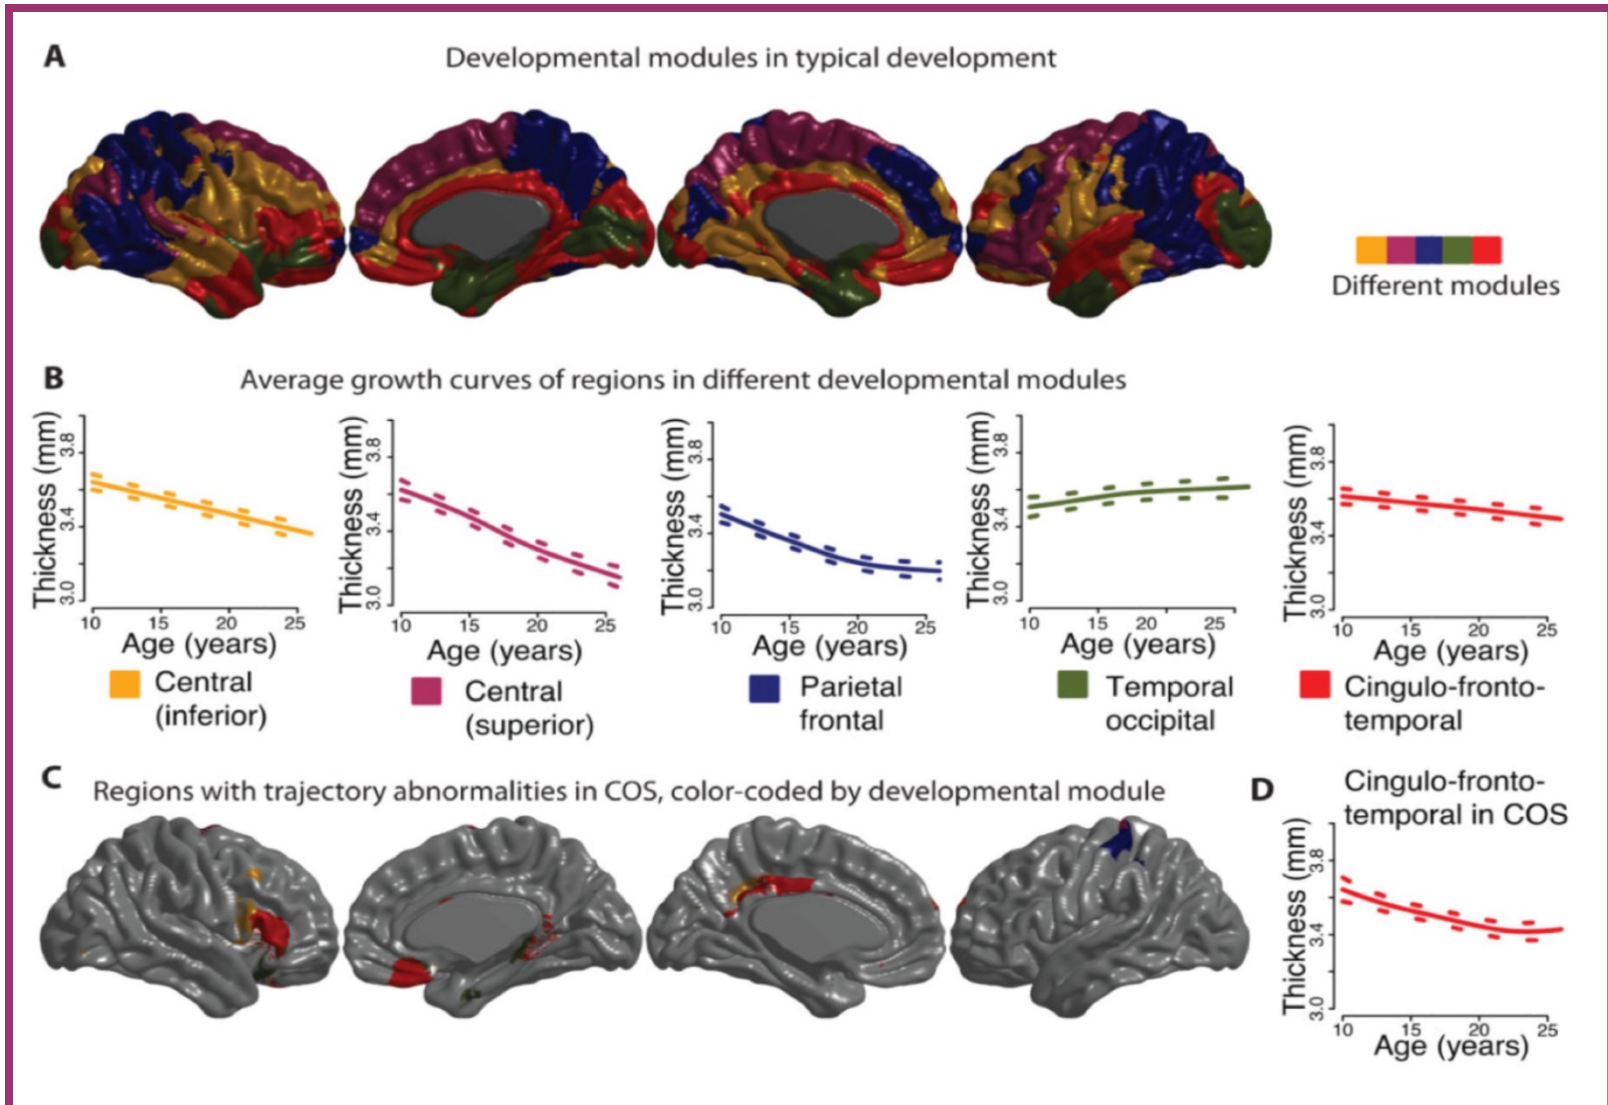 A
Developmental modules in typical development
Different modules
B
Average growth curves of regions in different developmental modules
Thickness (mm)
3.8
3.4
3.0
10 15 20 25
Age (years)
Central
(inferior)
Thickness (mm)
3.8
3.4
3.0
10 15 20 25
Age (years)
Central
(superior)
Thickness (mm)
3.8
3.4
3.0
10 15 20 25
Age (years)
Parietal
frontal
Thickness (mm)
3.8
3.4
3.0
10 15 20 25
Age (years)
Temporal
occipital
Thickness (mm)
3.8
3.4
3.0
10 15 20 25
Age (years)
Cingulo-fronto-
temporal
C
Regions with trajectory abnormalities in COS, color-coded by developmental module
D
Cingulo-fronto-
temporal in COS
Thickness (mm)
3.8
3.4
3.0
10 15 20 25
Age (years)